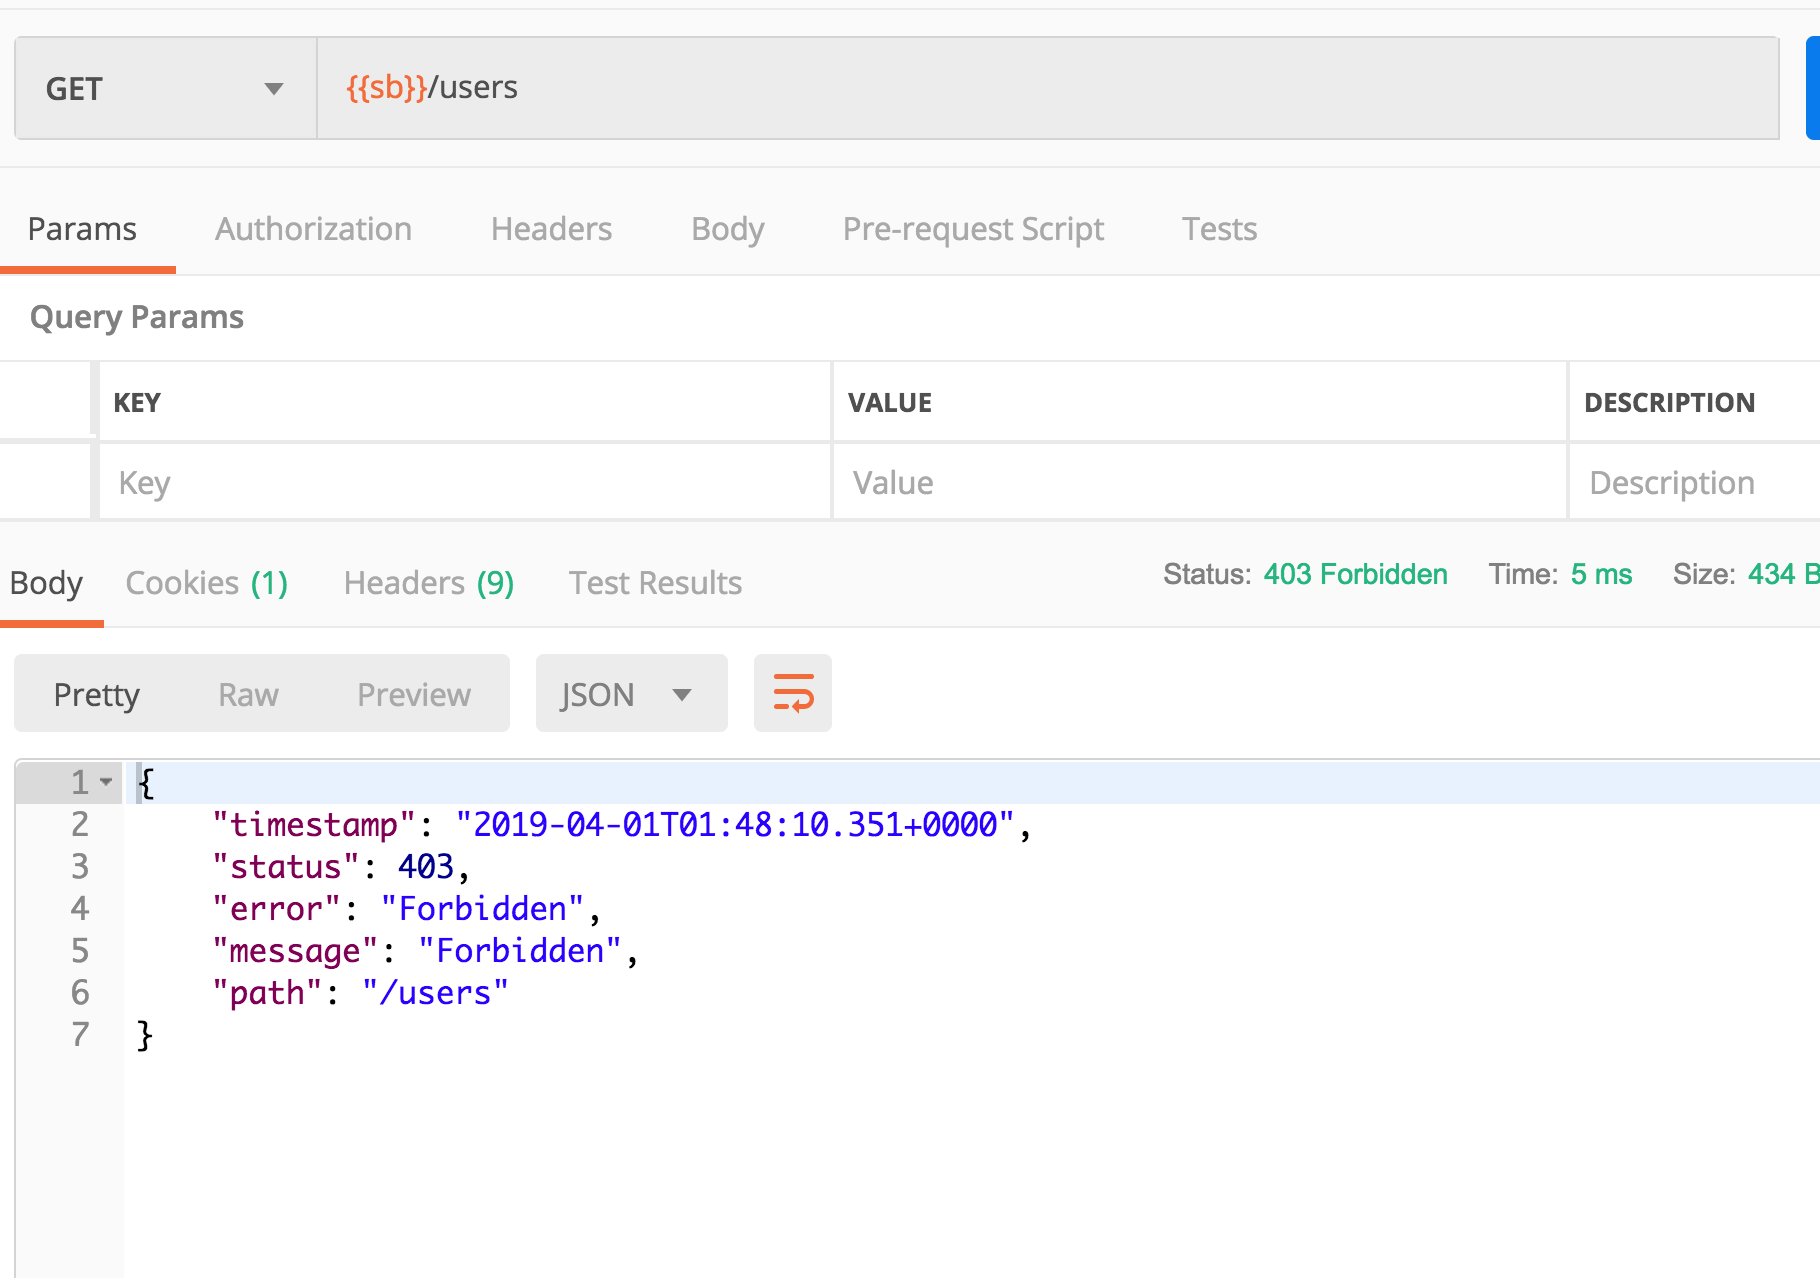 GET {{sb}}/users
Params Authorization Headers Body Pre-request Script Tests
Query Params
KEY VALUE DESCRIPTION
Key Value Description
Body Cookies (1) Headers (9) Test Results Status: 403 Forbidden Time: 5 ms Size: 434 B
Pretty Raw Preview JSON
1 {
2 "timestamp": "2019-04-01T01:48:10.351+0000",
3 "status": 403,
4 "error": "Forbidden",
5 "message": "Forbidden",
6 "path": "/users"
7 }